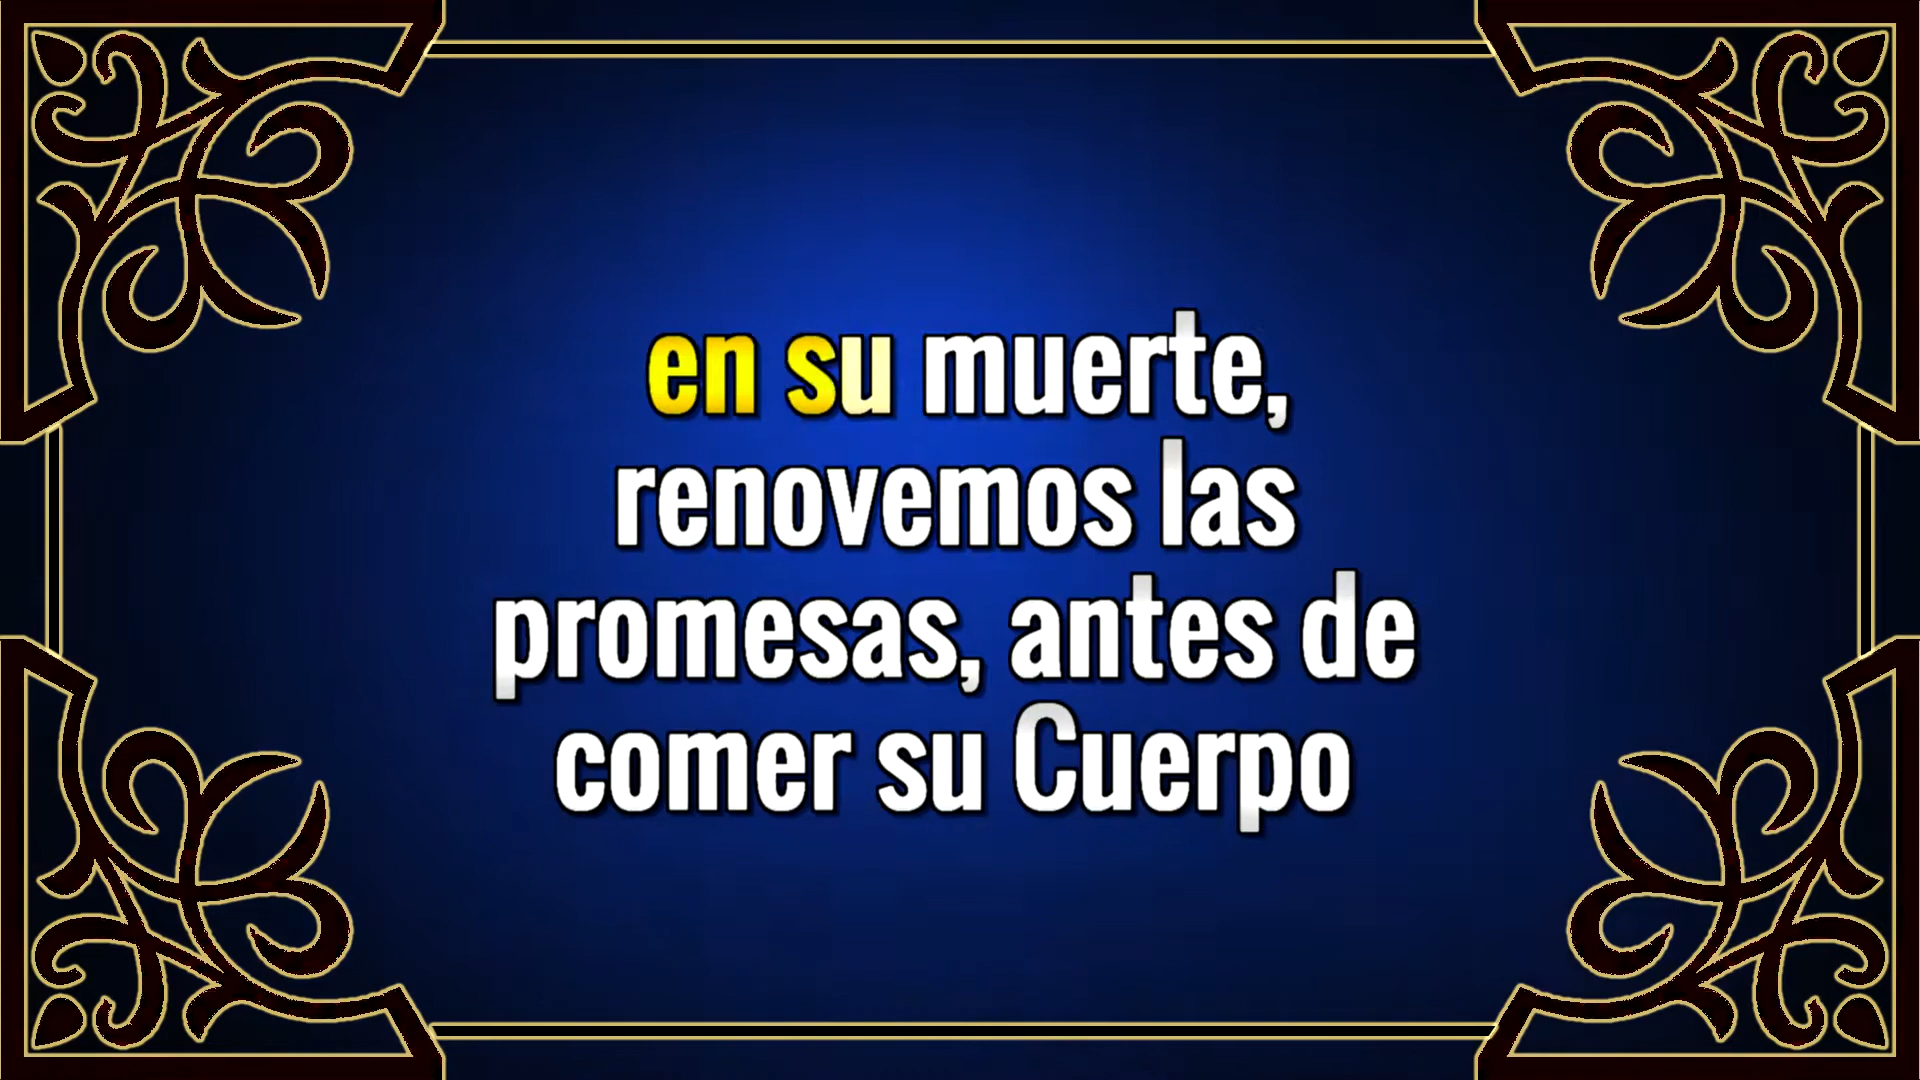 en su muerte,
renovemos las
promesas, antes de
comer su Cuerpo